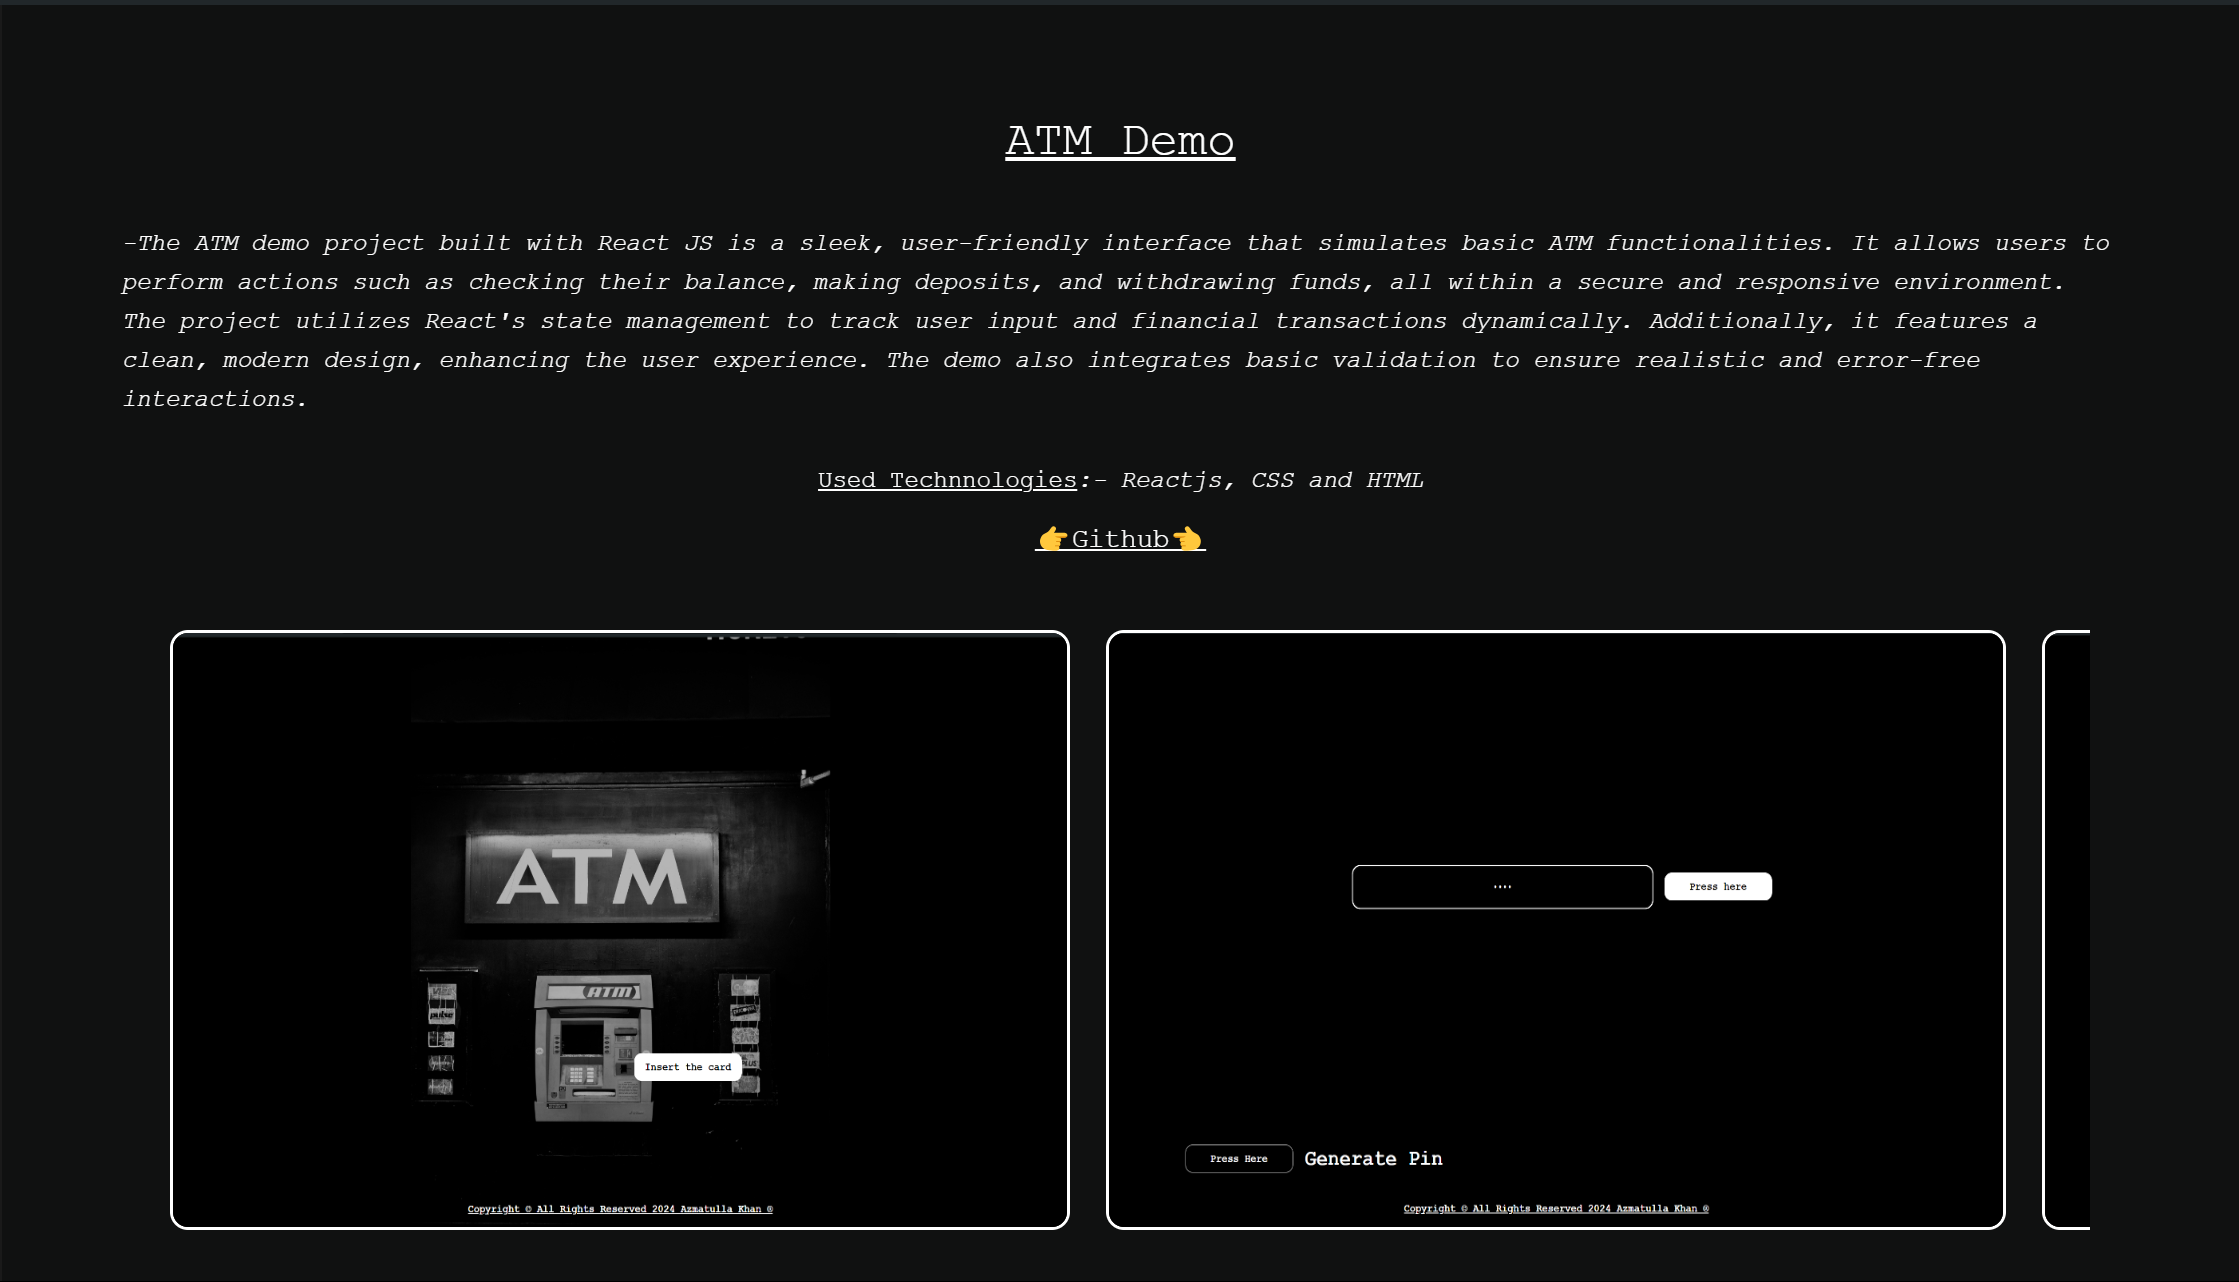 ATM Demo
-The ATM demo project built with React JS is a sleek, user-friendly interface that simulates basic ATM functionalities. It allows users to
perform actions such as checking their balance, making deposits, and withdrawing funds, all within a secure and responsive environment.
The project utilizes React's state management to track user input and financial transactions dynamically. Additionally, it features a
clean, modern design, enhancing the user experience. The demo also integrates basic validation to ensure realistic and error-free
interactions.
Used Technnologies:- Reactjs, CSS and HTML
👉Github👈
ATM
ATM
pulse
Insert the card
Copyright © All Rights Reserved 2024 Azmatulla Khan ®
....
Press here
Press Here Generate Pin
Copyright © All Rights Reserved 2024 Azmatulla Khan ®